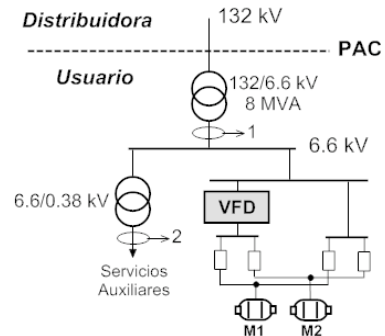 Distribuidora
132 kV
PAC
Usuario
132/6.6 kV
8 MVA
1
6.6 kV
6.6/0.38 kV
VFD
2
Servicios
Auxiliares
M1
M2